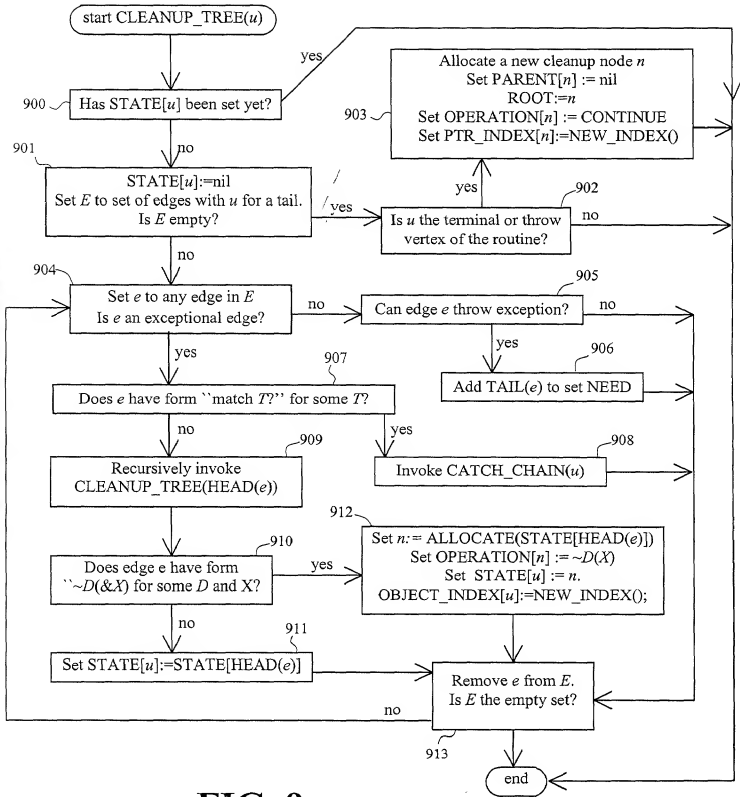 start CLEANUP_TREE(u)
yes
900
Has STATE[u] been set yet?
Allocate a new cleanup node n
Set PARENT[n] := nil
ROOT:=n
Set OPERATION[n] := CONTINUE
Set PTR_INDEX[n]:=NEW_INDEX()
903
no
901
STATE[u]:=nil
Set E to set of edges with u for a tail.
Is E empty?
yes
yes
902
Is u the terminal or throw
vertex of the routine?
no
no
904
Set e to any edge in E
Is e an exceptional edge?
no
905
Can edge e throw exception?
no
yes
yes
906
Add TAIL(e) to set NEED
907
Does e have form ``match T?'' for some T?
no
yes
909
Recursively invoke
CLEANUP_TREE(HEAD(e))
908
Invoke CATCH_CHAIN(u)
910
Does edge e have form
``~D(&X) for some D and X?
yes
912
Set n:= ALLOCATE(STATE[HEAD(e)])
Set OPERATION[n] := ~D(X)
Set STATE[u] := n.
OBJECT_INDEX[u]:=NEW_INDEX();
no
911
Set STATE[u]:=STATE[HEAD(e)]
Remove e from E.
Is E the empty set?
no
913
end